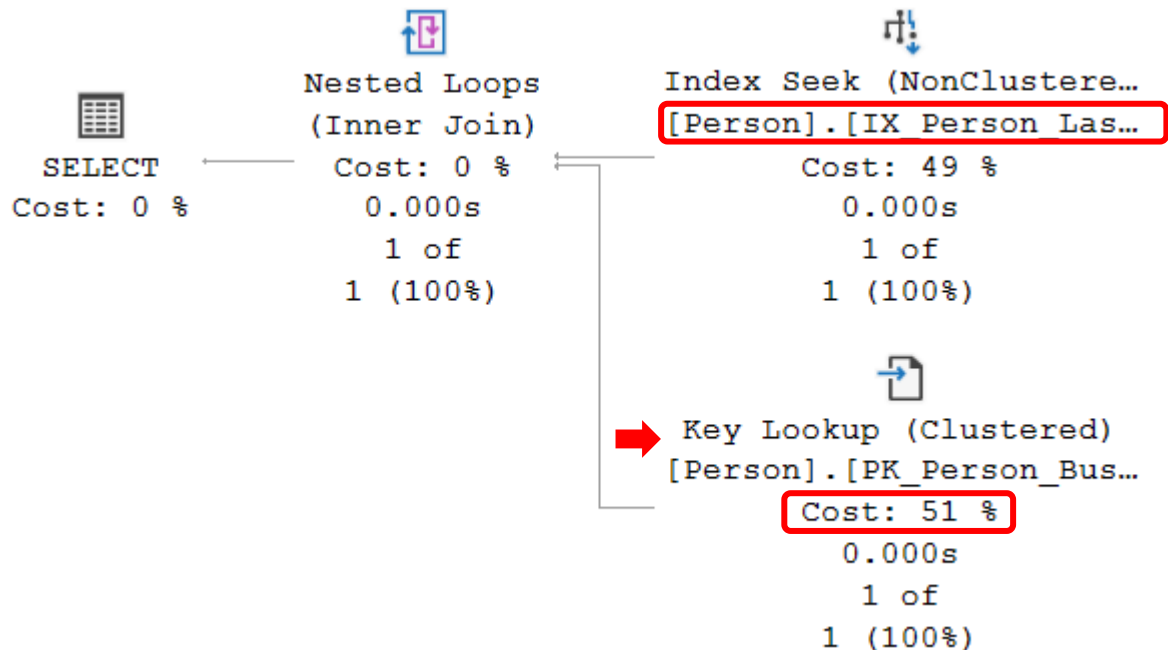 SELECT
Cost: 0 %
Nested Loops
(Inner Join)
Cost: 0 %
0.000s
1 of
1 (100%)
Index Seek (NonClustere…
[Person].[IX_Person_Las…
Cost: 49 %
0.000s
1 of
1 (100%)
Key Lookup (Clustered)
[Person].[PK_Person_Bus…
Cost: 51 %
0.000s
1 of
1 (100%)